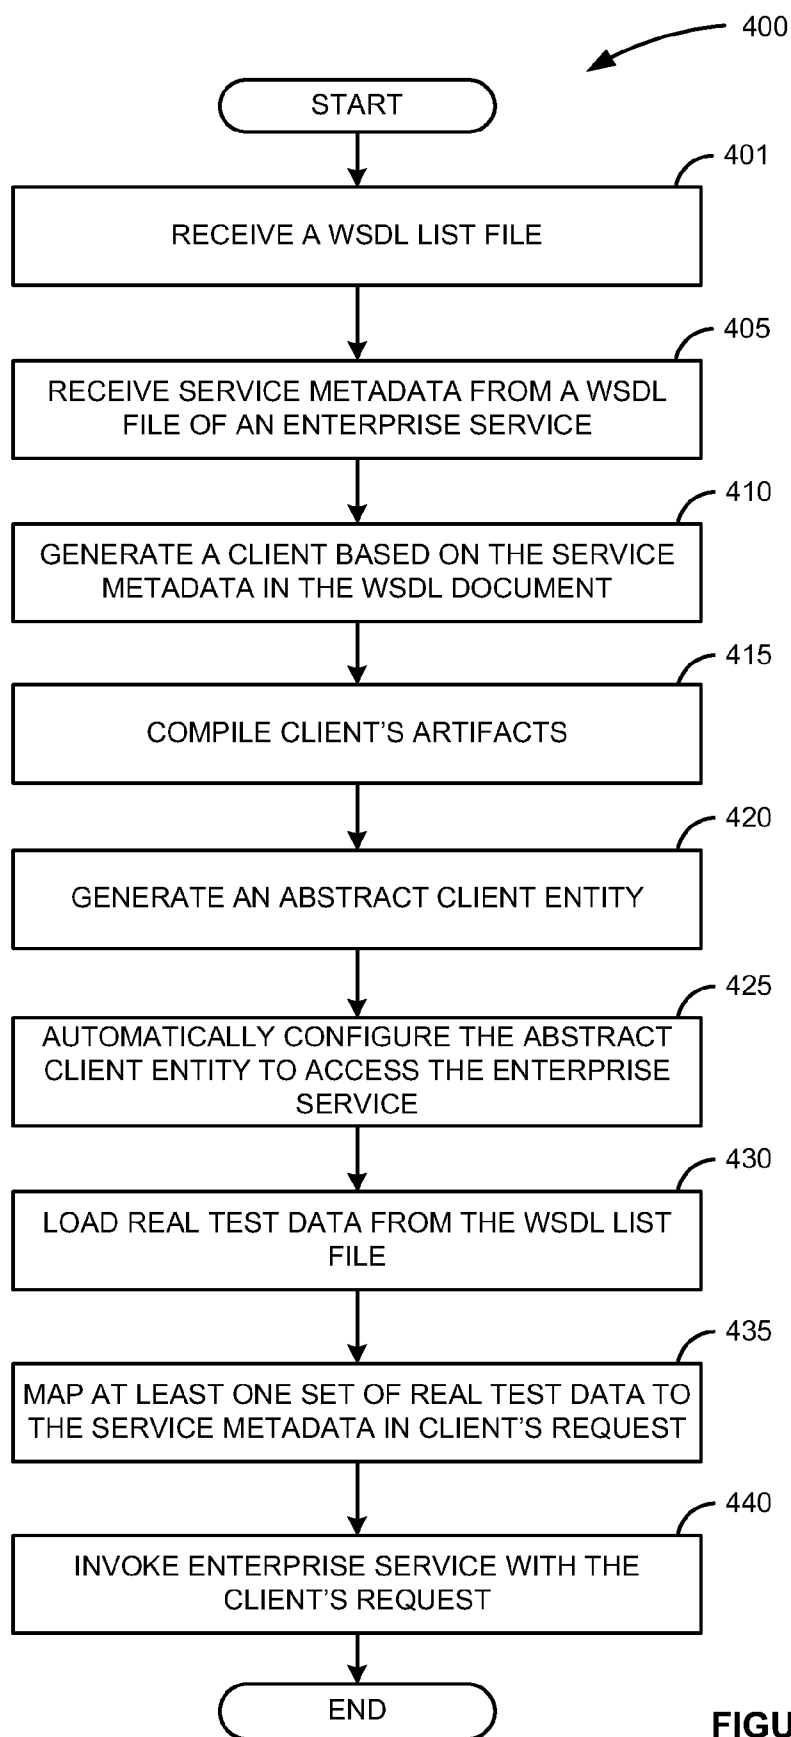 400
START
401
RECEIVE A WSDL LIST FILE
405
RECEIVE SERVICE METADATA FROM A WSDL
FILE OF AN ENTERPRISE SERVICE
410
GENERATE A CLIENT BASED ON THE SERVICE
METADATA IN THE WSDL DOCUMENT
415
COMPILE CLIENT'S ARTIFACTS
420
GENERATE AN ABSTRACT CLIENT ENTITY
425
AUTOMATICALLY CONFIGURE THE ABSTRACT
CLIENT ENTITY TO ACCESS THE ENTERPRISE
SERVICE
430
LOAD REAL TEST DATA FROM THE WSDL LIST
FILE
435
MAP AT LEAST ONE SET OF REAL TEST DATA TO
THE SERVICE METADATA IN CLIENT'S REQUEST
440
INVOKE ENTERPRISE SERVICE WITH THE
CLIENT'S REQUEST
END